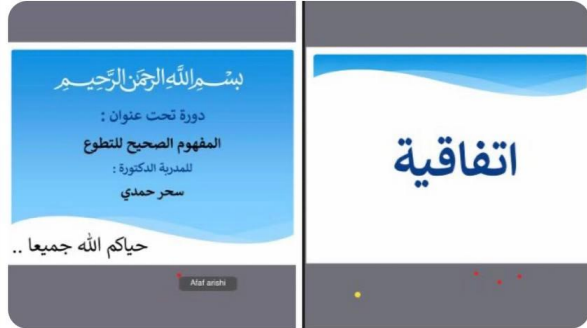 بسم الله الرحمن الرحيم
دورة تحت عنوان :
المفهوم الصحيح للتطوع
للمدربة الدكتورة :
سحر حمدي
حياكم الله جميعا ..
Afaf arishi
اتفاقية